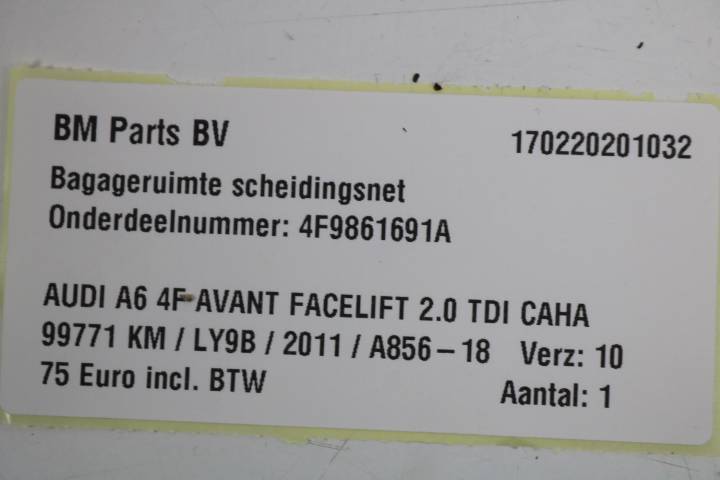 BM Parts BV 170220201032
Bagageruimte scheidingsnet
Onderdeelnummer: 4F9861691A
AUDI A6 4F AVANT FACELIFT 2.0 TDI CAHA
99771 KM / LY9B / 2011 / A856 – 18 Verz: 10
75 Euro incl. BTW Aantal: 1